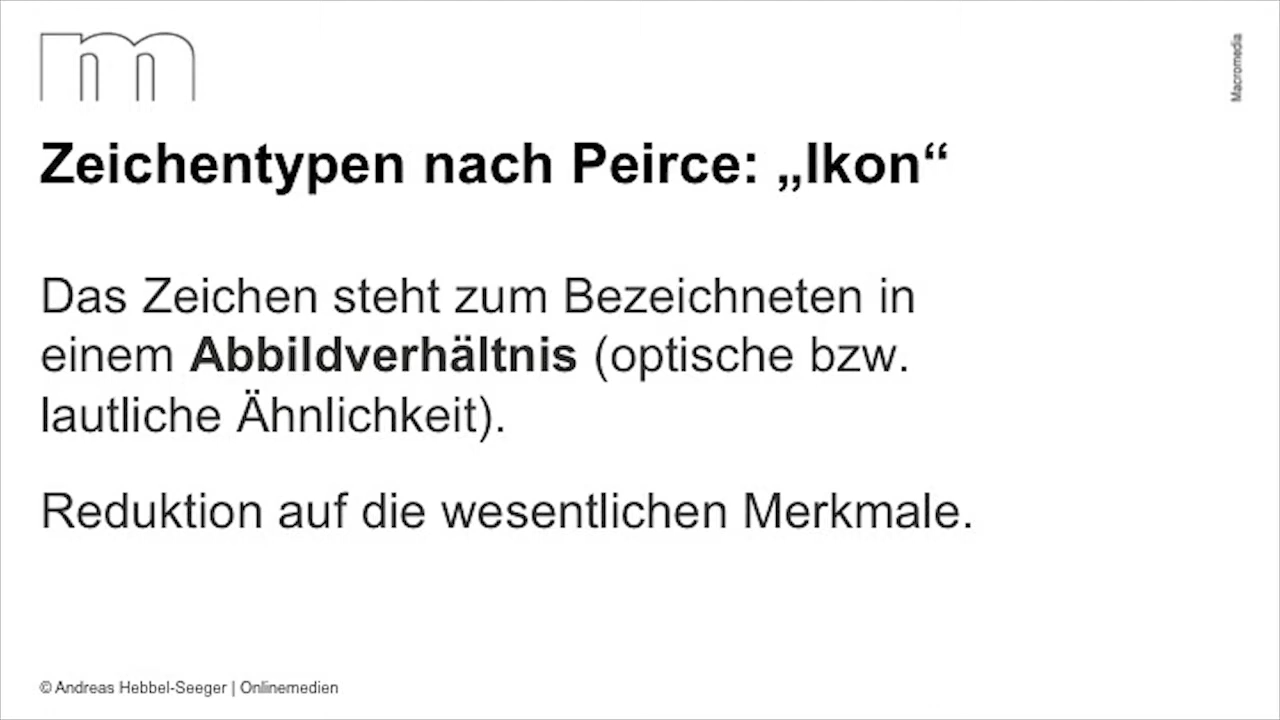 m
Macromedia
Zeichentypen nach Peirce: „Ikon“
Das Zeichen steht zum Bezeichneten in
einem Abbildverhältnis (optische bzw.
lautliche Ähnlichkeit).
Reduktion auf die wesentlichen Merkmale.
© Andreas Hebbel-Seeger | Onlinemedien